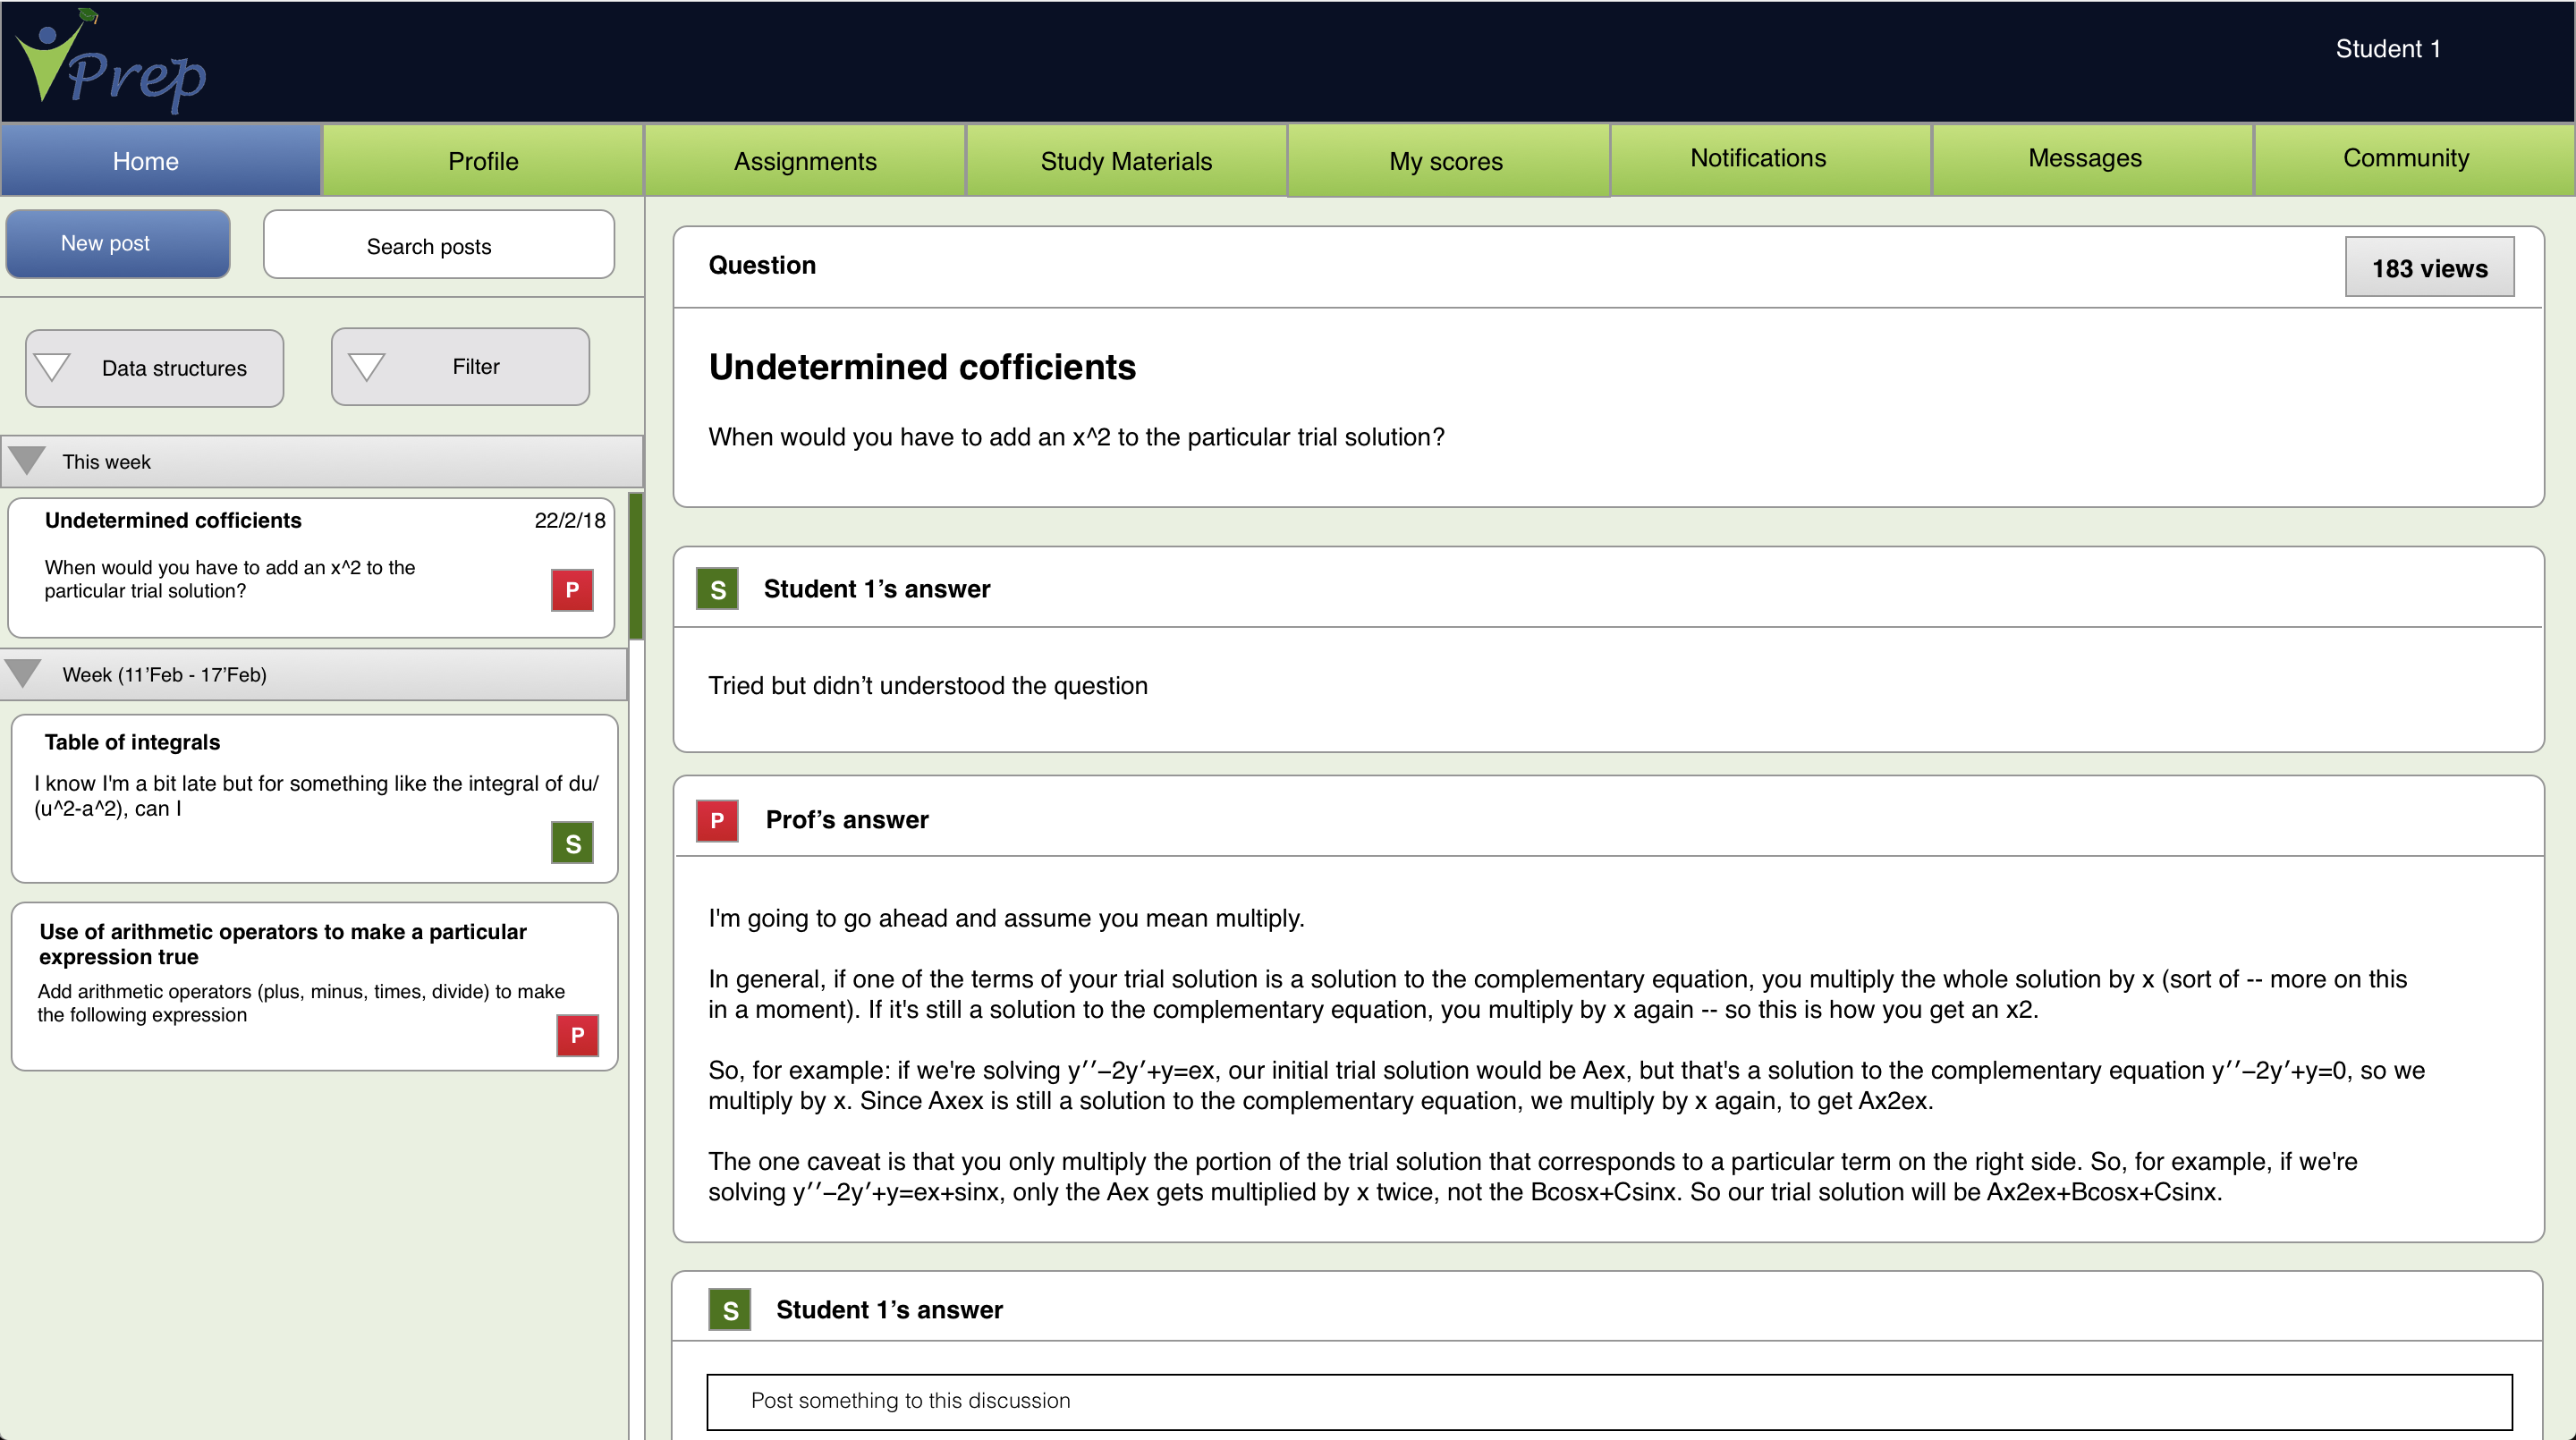 Prep
Student 1
Home
Profile
Assignments
Study Materials
My scores
Notifications
Messages
Community
New post
Search posts
Data structures
Filter
This week
Undetermined cofficients
22/2/18
When would you have to add an x^2 to the
particular trial solution?
P
Week (11’Feb - 17’Feb)
Table of integrals
I know I'm a bit late but for something like the integral of du/
(u^2-a^2), can I
S
Use of arithmetic operators to make a particular
expression true
Add arithmetic operators (plus, minus, times, divide) to make
the following expression
P
Question
183 views
Undetermined cofficients
When would you have to add an x^2 to the particular trial solution?
S
Student 1’s answer
Tried but didn’t understood the question
P
Prof’s answer
I'm going to go ahead and assume you mean multiply.
In general, if one of the terms of your trial solution is a solution to the complementary equation, you multiply the whole solution by x (sort of -- more on this
in a moment). If it's still a solution to the complementary equation, you multiply by x again -- so this is how you get an x2.
So, for example: if we're solving y′′−2y′+y=ex, our initial trial solution would be Aex, but that's a solution to the complementary equation y′′−2y′+y=0, so we
multiply by x. Since Axex is still a solution to the complementary equation, we multiply by x again, to get Ax2ex.
The one caveat is that you only multiply the portion of the trial solution that corresponds to a particular term on the right side. So, for example, if we're
solving y′′−2y′+y=ex+sinx, only the Aex gets multiplied by x twice, not the Bcosx+Csinx. So our trial solution will be Ax2ex+Bcosx+Csinx.
S
Student 1’s answer
Post something to this discussion